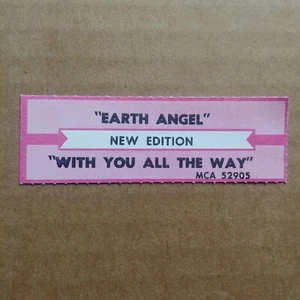 "EARTH ANGEL"
NEW EDITION
"WITH YOU ALL THE WAY"
MCA 52905